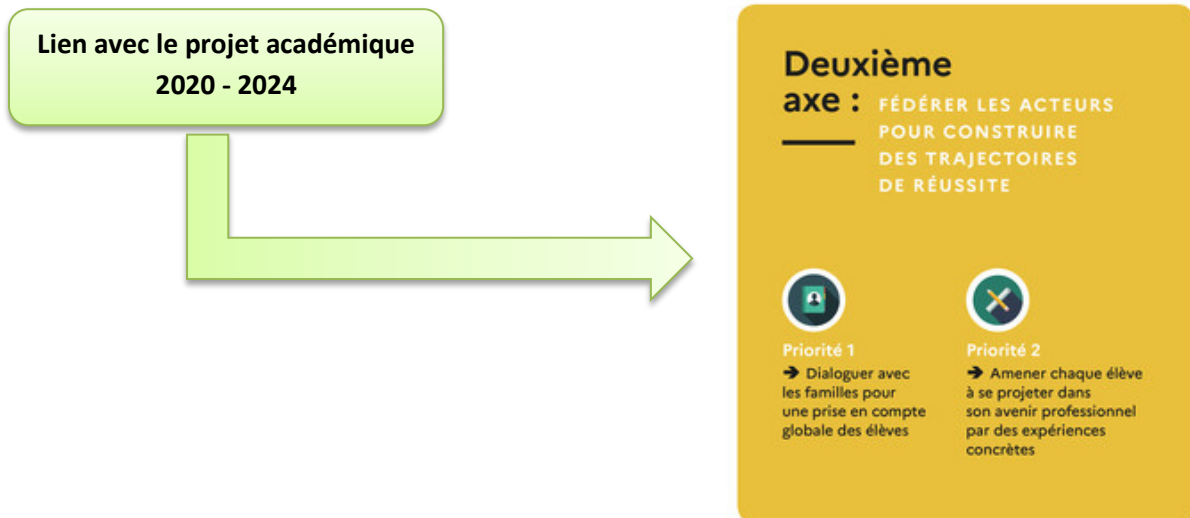 Lien avec le projet académique
2020 - 2024
Deuxième
axe : FÉDÉRER LES ACTEURS
POUR CONSTRUIRE
DES TRAJECTOIRES
DE RÉUSSITE
Priorité 1
➔ Dialoguer avec
les familles pour
une prise en compte
globale des élèves
Priorité 2
➔ Amener chaque élève
à se projeter dans
son avenir professionnel
par des expériences
concrètes